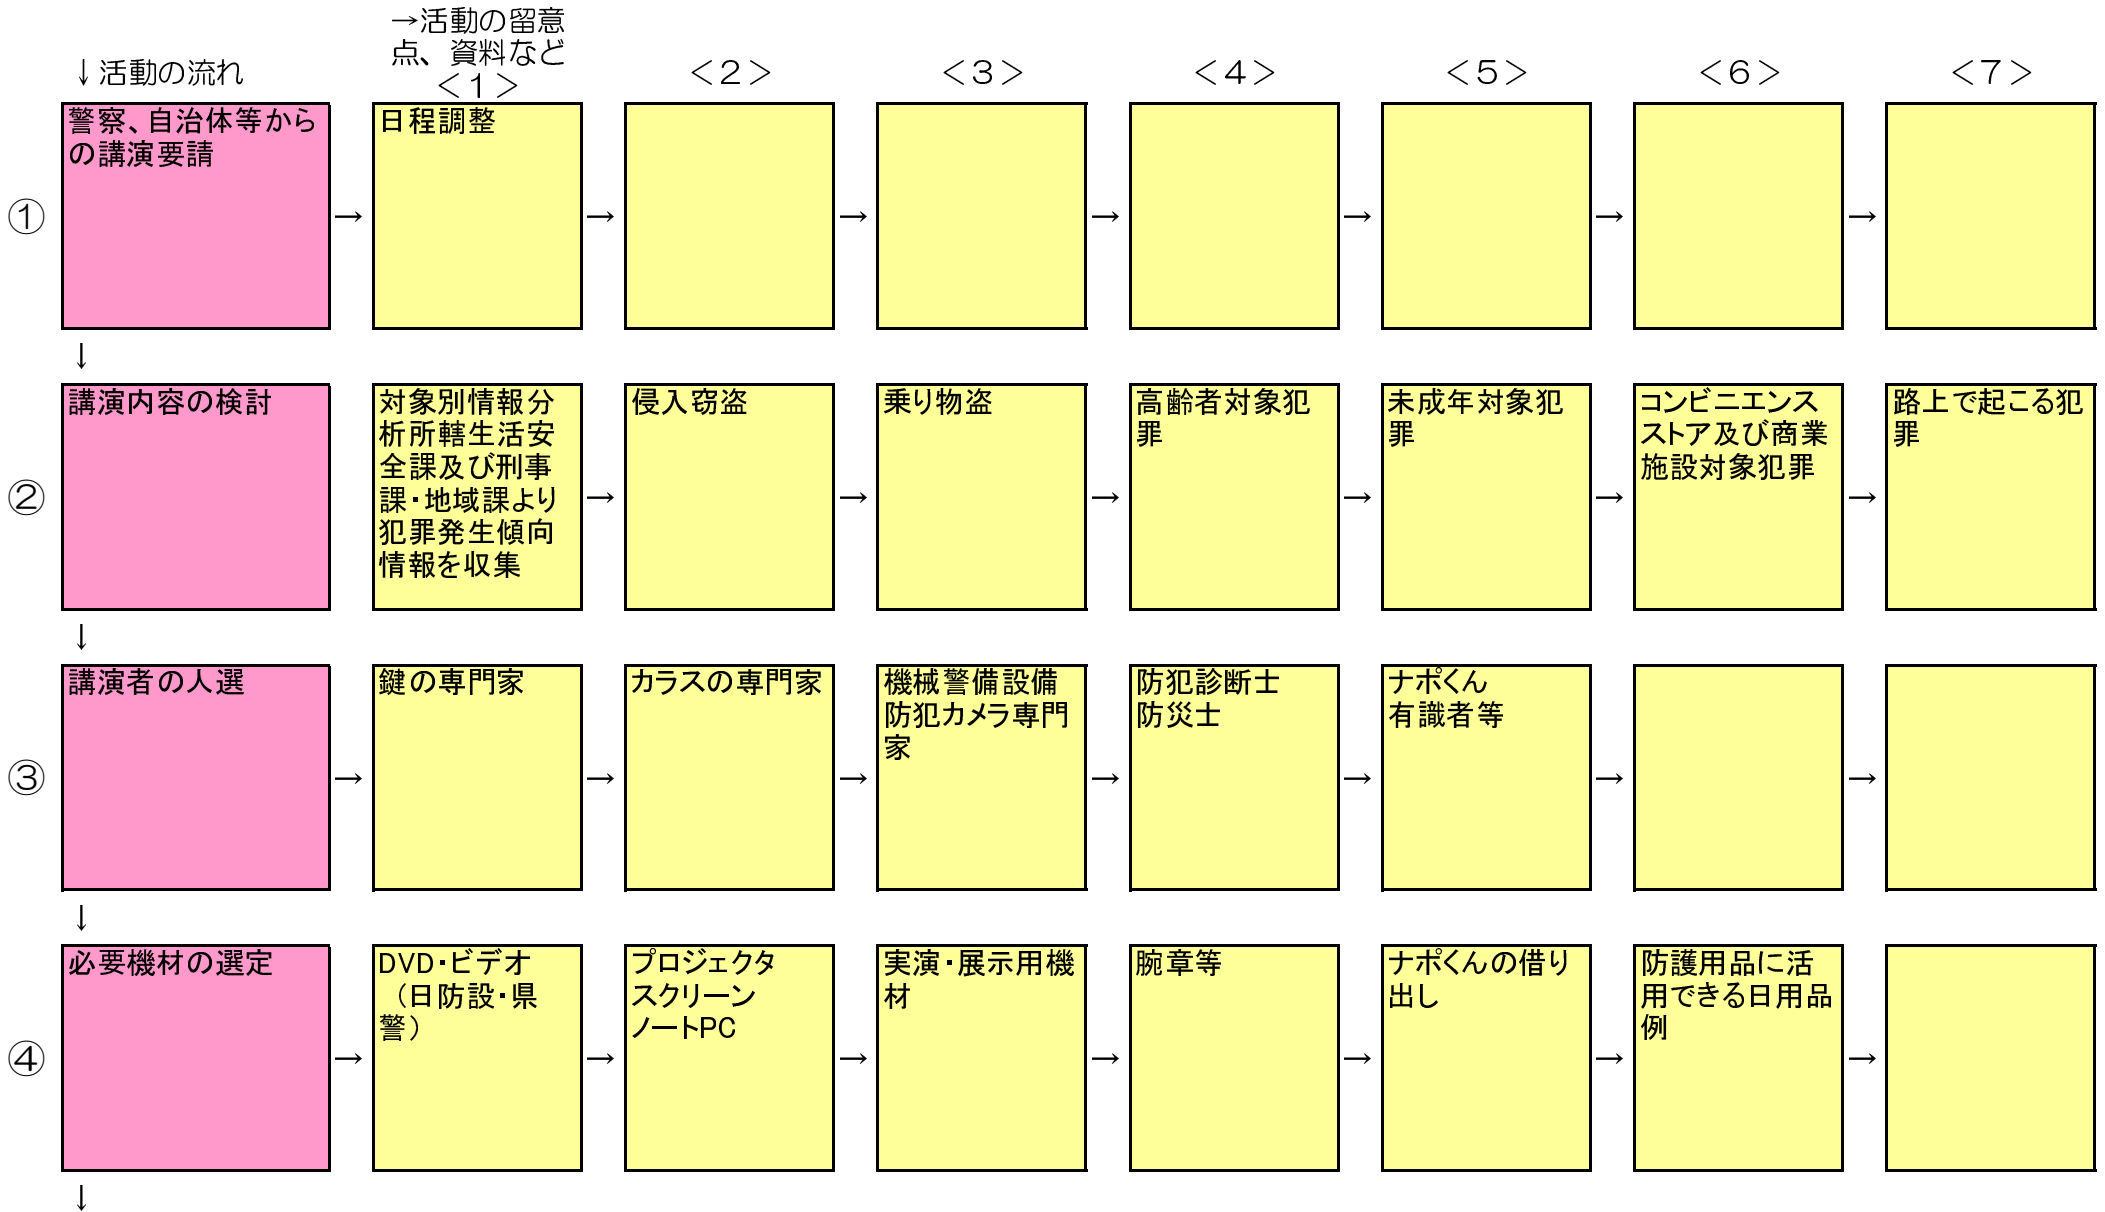 ↓活動の流れ
→活動の留意
点、資料など
＜１＞
＜２＞
＜３＞
＜４＞
＜５＞
＜６＞
＜７＞
①
警察、自治体等から
の講演要請
→
日程調整
→
→
→
→
→
→
↓
②
講演内容の検討
対象別情報分
析所轄生活安
全課及び刑事
課・地域課より
犯罪発生傾向
情報を収集
→
侵入窃盗
→
乗り物盗
→
高齢者対象犯
罪
→
未成年対象犯
罪
→
コンビニエンス
ストア及び商業
施設対象犯罪
→
路上で起こる犯
罪
↓
③
講演者の人選
→
鍵の専門家
→
カラスの専門家
→
機械警備設備
防犯カメラ専門
家
→
防犯診断士
防災士
→
ナポくん
有識者等
→
→
↓
④
必要機材の選定
→
DVD・ビデオ
（日防設・県
警）
→
プロジェクタ
スクリーン
ノートPC
→
実演・展示用機
材
→
腕章等
→
ナポくんの借り
出し
→
防護用品に活
用できる日用品
例
→
↓